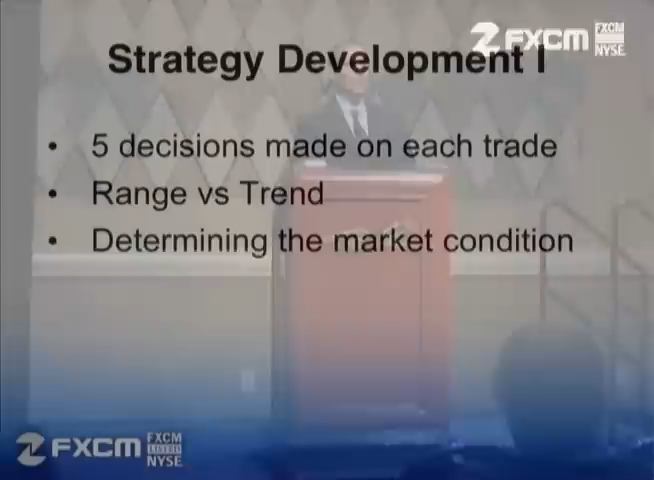 FXCM
FXCM
NYSE
Strategy Development I
• 5 decisions made on each trade
• Range vs Trend
• Determining the market condition
FXCM
FXCM
LISTED
NYSE